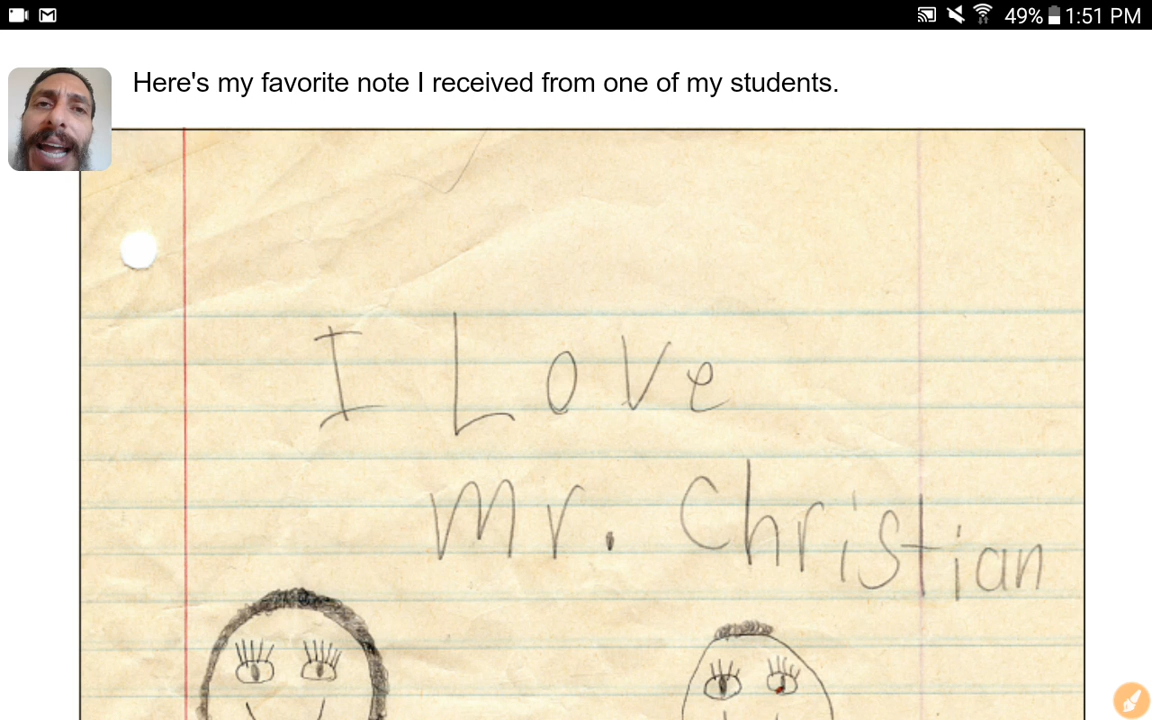 49% 1:51 PM
Here's my favorite note I received from one of my students.
I Love
Mr. Christian